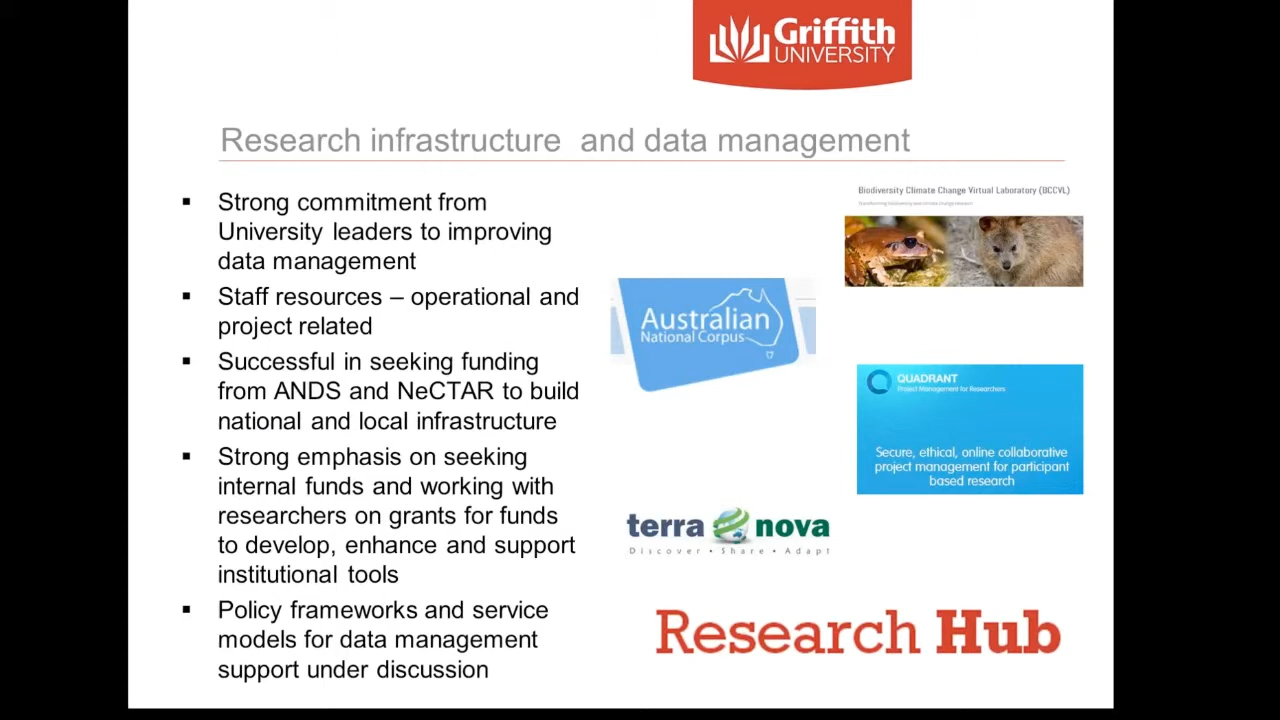 Griffith
UNIVERSITY
Research infrastructure and data management
▪ Strong commitment from
University leaders to improving
data management
▪ Staff resources – operational and
project related
▪ Successful in seeking funding
from ANDS and NeCTAR to build
national and local infrastructure
▪ Strong emphasis on seeking
internal funds and working with
researchers on grants for funds
to develop, enhance and support
institutional tools
▪ Policy frameworks and service
models for data management
support under discussion
Biodiversity Climate Change Virtual Laboratory (BCCVL)
Australian
National Corpus
QUADRANT
Project Management for Researchers
Secure, ethical, online collaborative
project management for participant
based research
terra nova
Discover • Share • Adapt
Research Hub